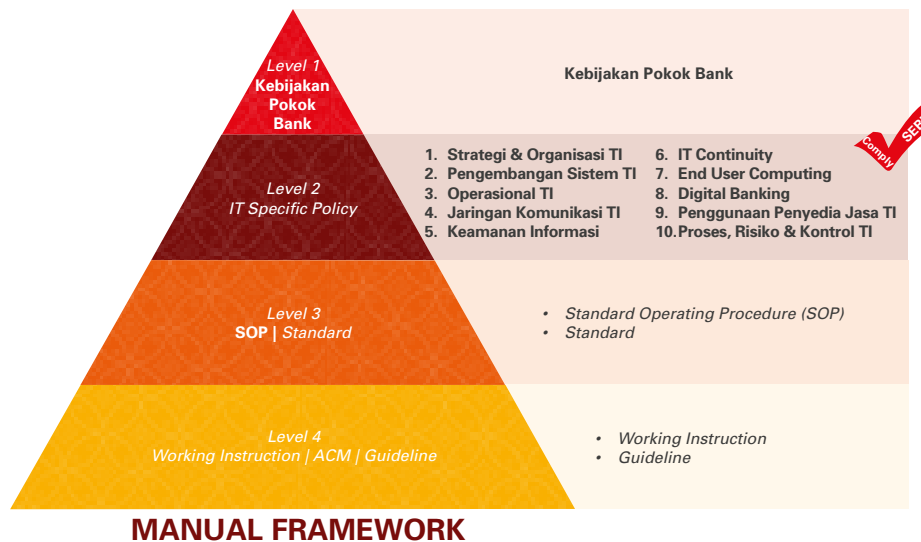 Level 1
Kebijakan
Pokok
Bank
Kebijakan Pokok Bank
Comply
Level 2
IT Specific Policy
1. Strategi & Organisasi TI
2. Pengembangan Sistem TI
3. Operasional TI
4. Jaringan Komunikasi TI
5. Keamanan Informasi
6. IT Continuity
7. End User Computing
8. Digital Banking
9. Penggunaan Penyedia Jasa TI
10. Proses, Risiko & Kontrol TI
Level 3
SOP | Standard
• Standard Operating Procedure (SOP)
• Standard
Level 4
Working Instruction | ACM | Guideline
• Working Instruction
• Guideline
MANUAL FRAMEWORK